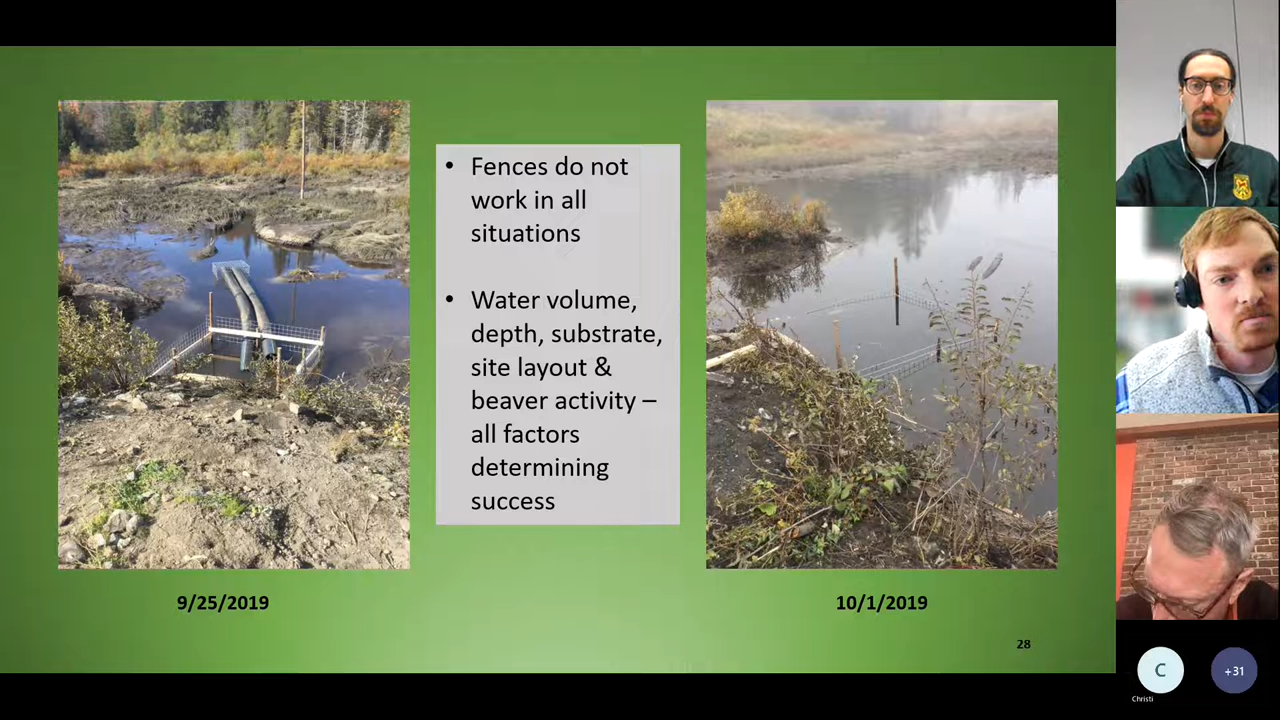 • Fences do not
work in all
situations
• Water volume,
depth, substrate,
site layout &
beaver activity –
all factors
determining
success
9/25/2019
10/1/2019
28
C
+31
Christi